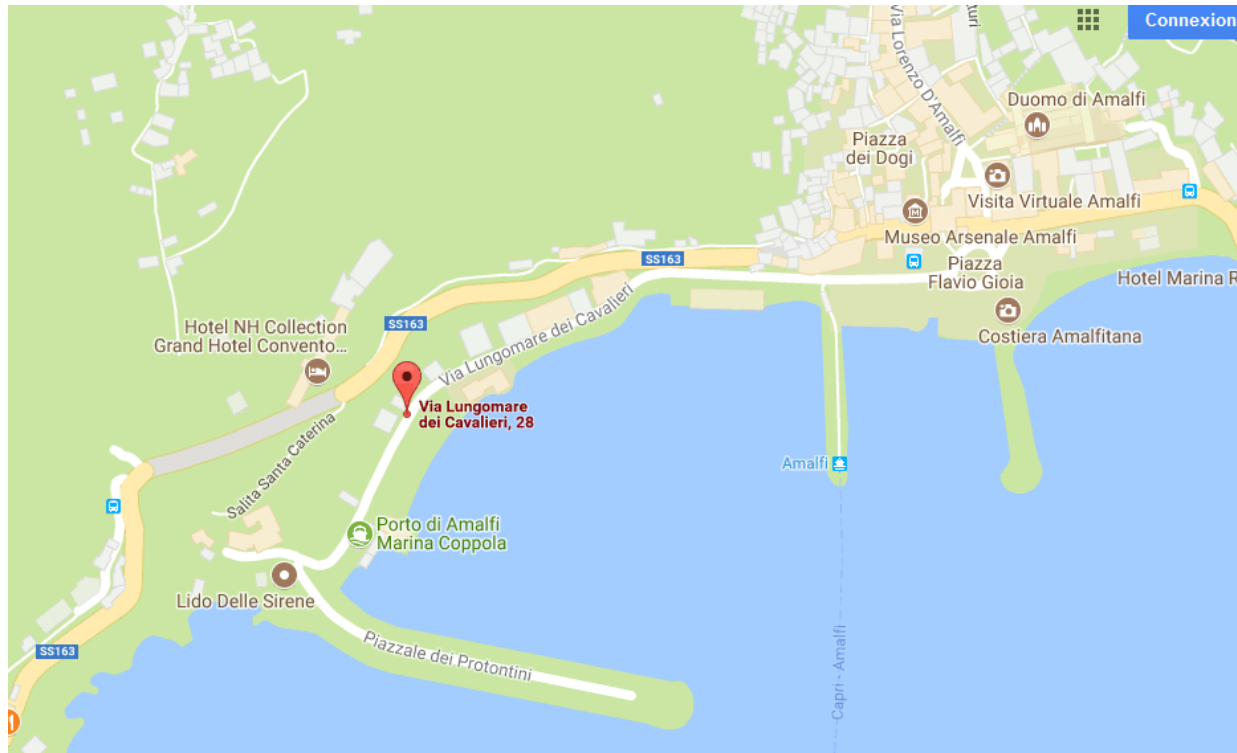 Connexion
Via Lorenzo D'Amalfi
Duomo di Amalfi
Piazza
dei Dogi
Visita Virtuale Amalfi
Museo Arsenale Amalfi
Piazza
Flavio Gioia
Hotel Marina R
Costiera Amalfitana
SS163
SS163
Hotel NH Collection
Grand Hotel Convento...
Via Lungomare dei Cavalieri
Via Lungomare
dei Cavalieri, 28
Salita Santa Caterina
Amalfi
Porto di Amalfi
Marina Coppola
Lido Delle Sirene
Piazzale dei Protontini
SS163
Capri - Amalfi